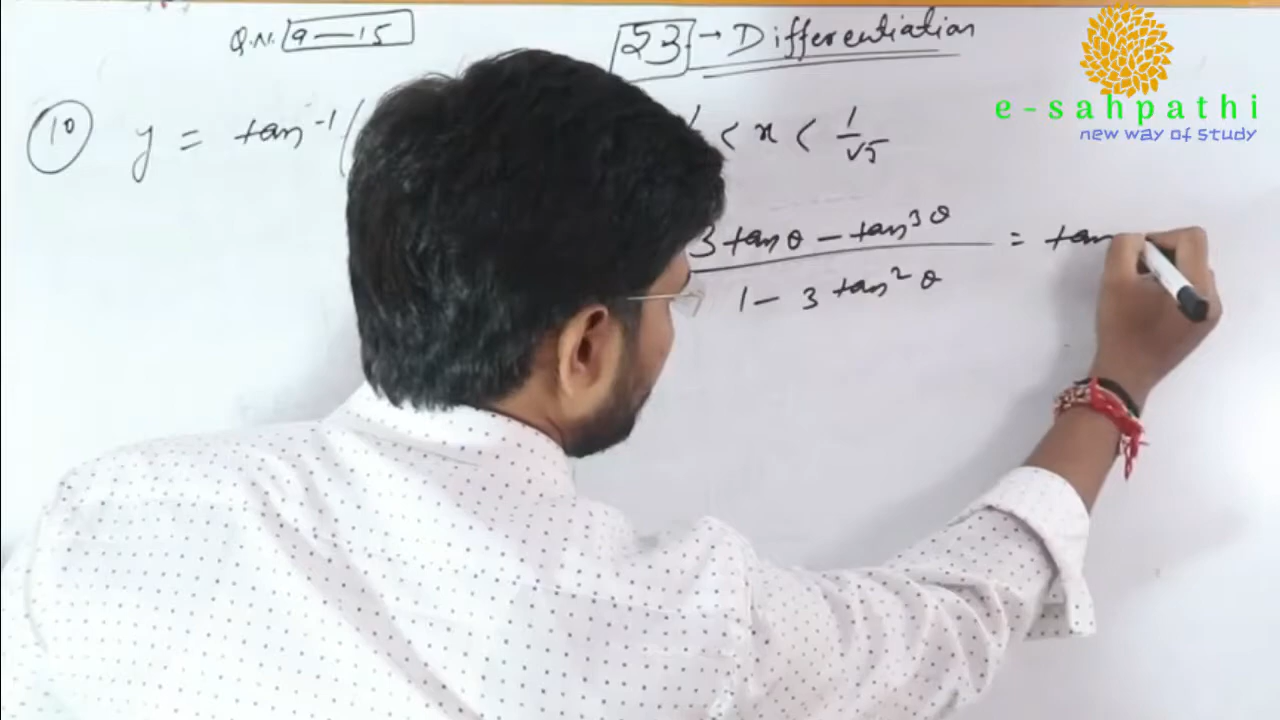 Q.N. 9 — 15
53 → Differentiation
e-sahpathi
new way of study
10 y = tan⁻¹ ( < x < 1/√5
3 tan θ − tan³ θ / 1 − 3 tan² θ = tan